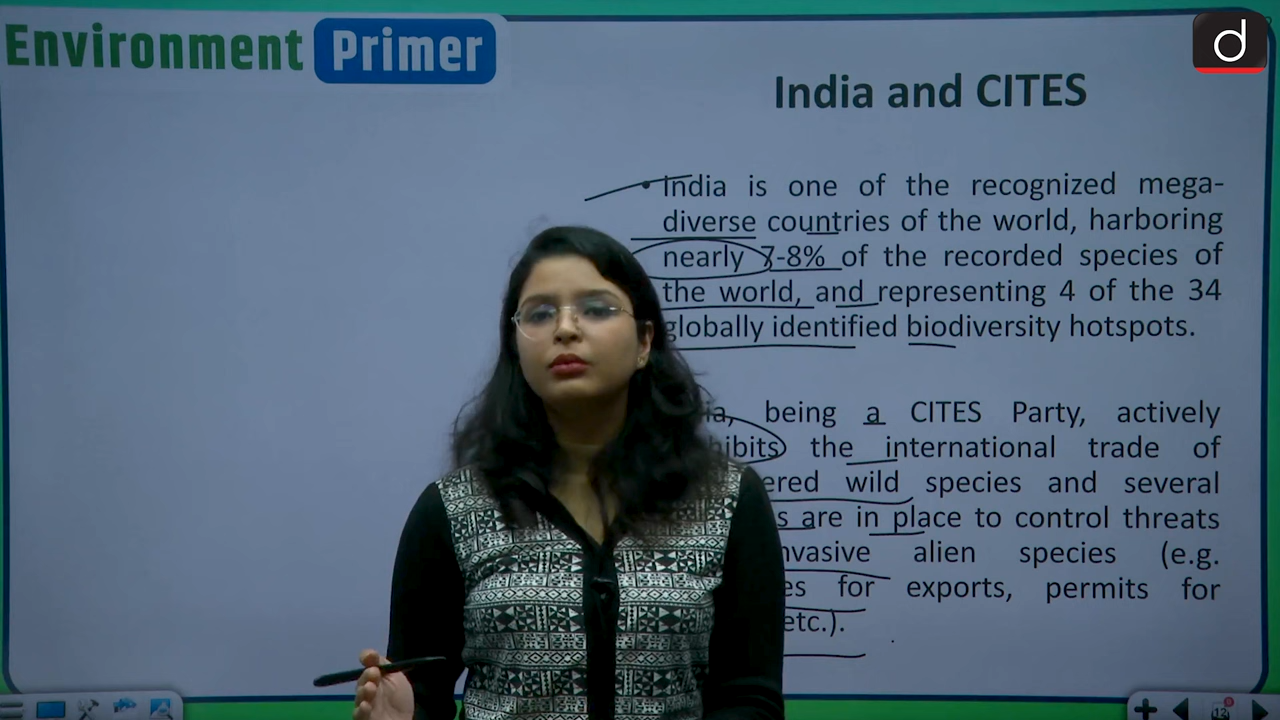 Environment Primer
d
India and CITES
• India is one of the recognized mega-
diverse countries of the world, harboring
nearly 7-8% of the recorded species of
the world, and representing 4 of the 34
globally identified biodiversity hotspots.
being a CITES Party, actively
the international trade of
wild species and several
are in place to control threats
alien species (e.g.
for exports, permits for
etc.).
12